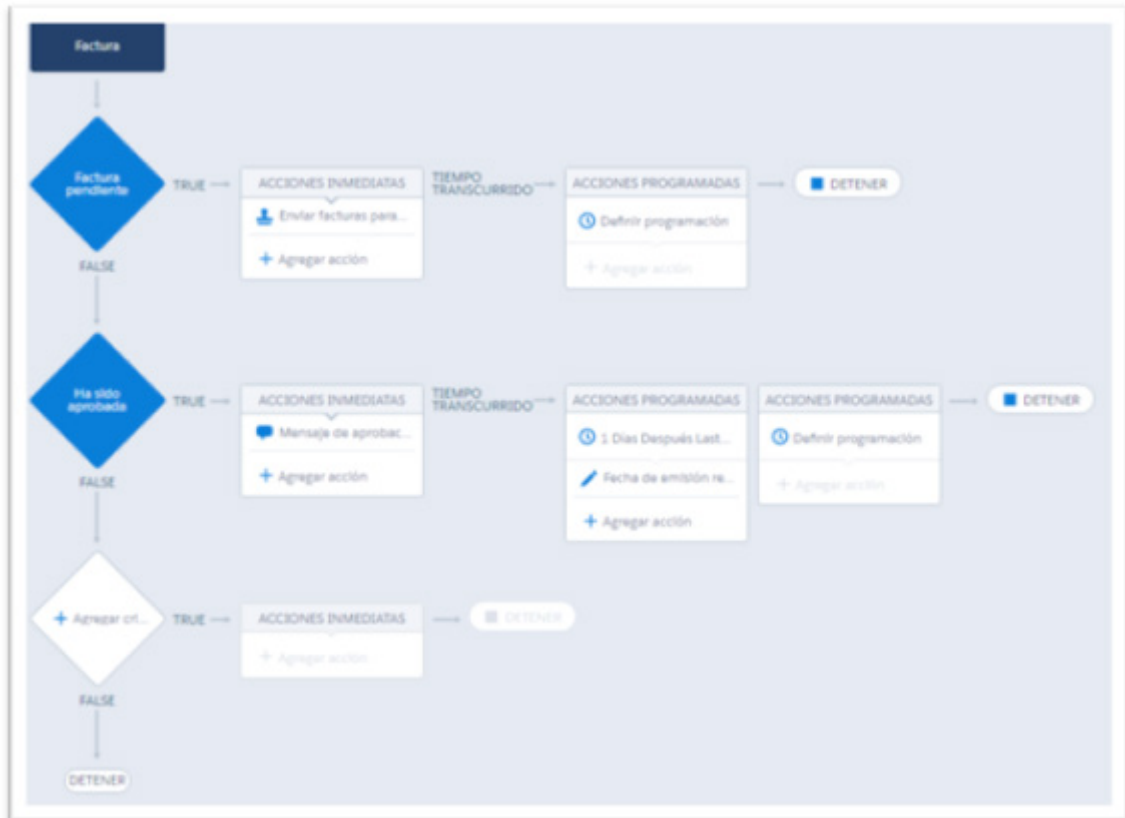 Factura
Factura
pendiente
TRUE
ACCIONES INMEDIATAS
Enviar facturas para...
+ Agregar acción
TIEMPO
TRANSCURRIDO
ACCIONES PROGRAMADAS
Definir programación
+ Agregar acción
DETENER
FALSE
Ha sido
aprobada
TRUE
ACCIONES INMEDIATAS
Mensaje de aprobac...
+ Agregar acción
TIEMPO
TRANSCURRIDO
ACCIONES PROGRAMADAS
1 Días Después Last...
Fecha de emisión re...
+ Agregar acción
ACCIONES PROGRAMADAS
Definir programación
+ Agregar acción
DETENER
FALSE
+ Agregar cri...
TRUE
ACCIONES INMEDIATAS
+ Agregar acción
DETENER
FALSE
DETENER